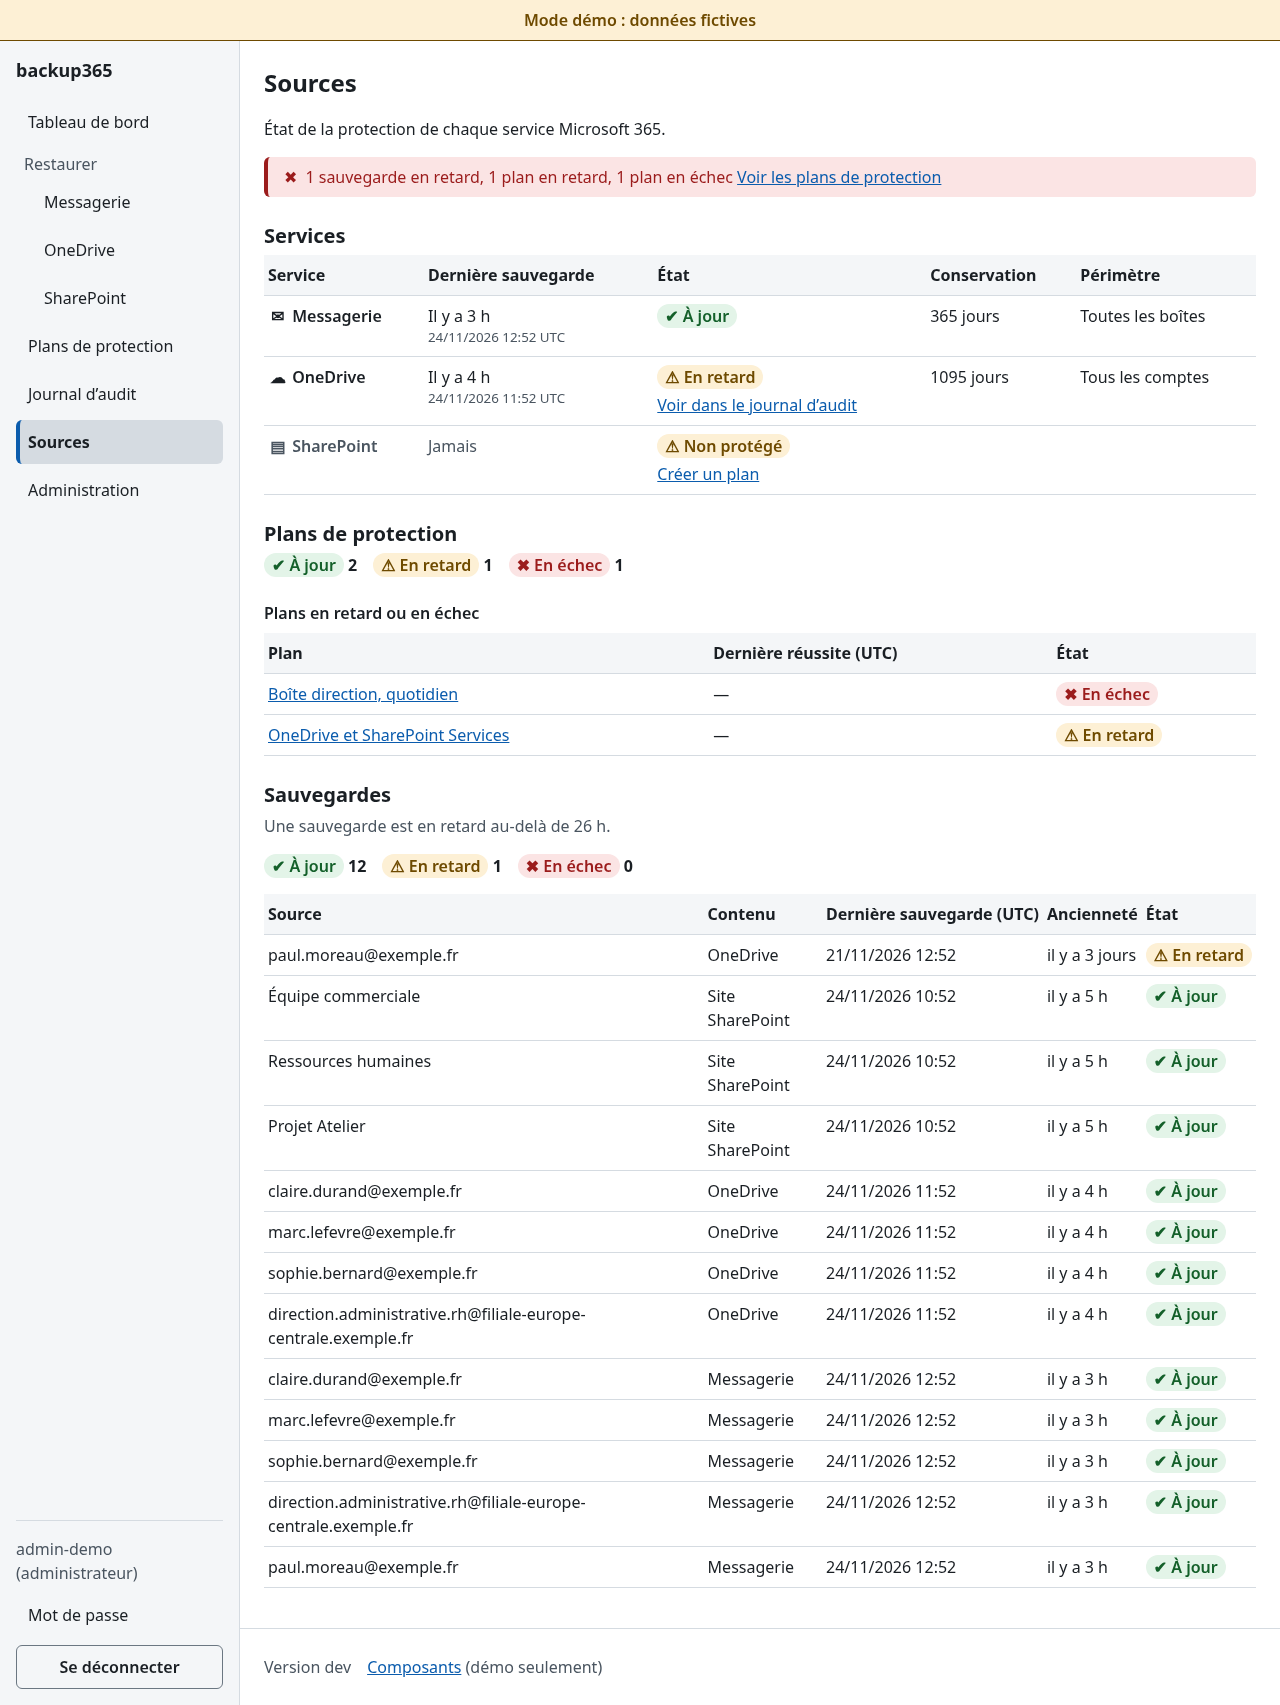 Mode démo : données fictives
backup365
Tableau de bord
Restaurer
Messagerie
OneDrive
SharePoint
Plans de protection
Journal d’audit
Sources
Administration
admin-demo
(administrateur)
Mot de passe
Se déconnecter
Sources
État de la protection de chaque service Microsoft 365.
✖ 1 sauvegarde en retard, 1 plan en retard, 1 plan en échec Voir les plans de protection
Services
Service Dernière sauvegarde État Conservation Périmètre
✉ Messagerie Il y a 3 h ✔ À jour 365 jours Toutes les boîtes
24/11/2026 12:52 UTC
☁ OneDrive Il y a 4 h ⚠ En retard 1095 jours Tous les comptes
24/11/2026 11:52 UTC Voir dans le journal d’audit
▤ SharePoint Jamais ⚠ Non protégé
Créer un plan
Plans de protection
✔ À jour 2 ⚠ En retard 1 ✖ En échec 1
Plans en retard ou en échec
Plan Dernière réussite (UTC) État
Boîte direction, quotidien — ✖ En échec
OneDrive et SharePoint Services — ⚠ En retard
Sauvegardes
Une sauvegarde est en retard au-delà de 26 h.
✔ À jour 12 ⚠ En retard 1 ✖ En échec 0
Source Contenu Dernière sauvegarde (UTC) Ancienneté État
paul.moreau@exemple.fr OneDrive 21/11/2026 12:52 il y a 3 jours ⚠ En retard
Équipe commerciale Site 24/11/2026 10:52 il y a 5 h ✔ À jour
SharePoint
Ressources humaines Site 24/11/2026 10:52 il y a 5 h ✔ À jour
SharePoint
Projet Atelier Site 24/11/2026 10:52 il y a 5 h ✔ À jour
SharePoint
claire.durand@exemple.fr OneDrive 24/11/2026 11:52 il y a 4 h ✔ À jour
marc.lefevre@exemple.fr OneDrive 24/11/2026 11:52 il y a 4 h ✔ À jour
sophie.bernard@exemple.fr OneDrive 24/11/2026 11:52 il y a 4 h ✔ À jour
direction.administrative.rh@filiale-europe- OneDrive 24/11/2026 11:52 il y a 4 h ✔ À jour
centrale.exemple.fr
claire.durand@exemple.fr Messagerie 24/11/2026 12:52 il y a 3 h ✔ À jour
marc.lefevre@exemple.fr Messagerie 24/11/2026 12:52 il y a 3 h ✔ À jour
sophie.bernard@exemple.fr Messagerie 24/11/2026 12:52 il y a 3 h ✔ À jour
direction.administrative.rh@filiale-europe- Messagerie 24/11/2026 12:52 il y a 3 h ✔ À jour
centrale.exemple.fr
paul.moreau@exemple.fr Messagerie 24/11/2026 12:52 il y a 3 h ✔ À jour
Version dev Composants (démo seulement)